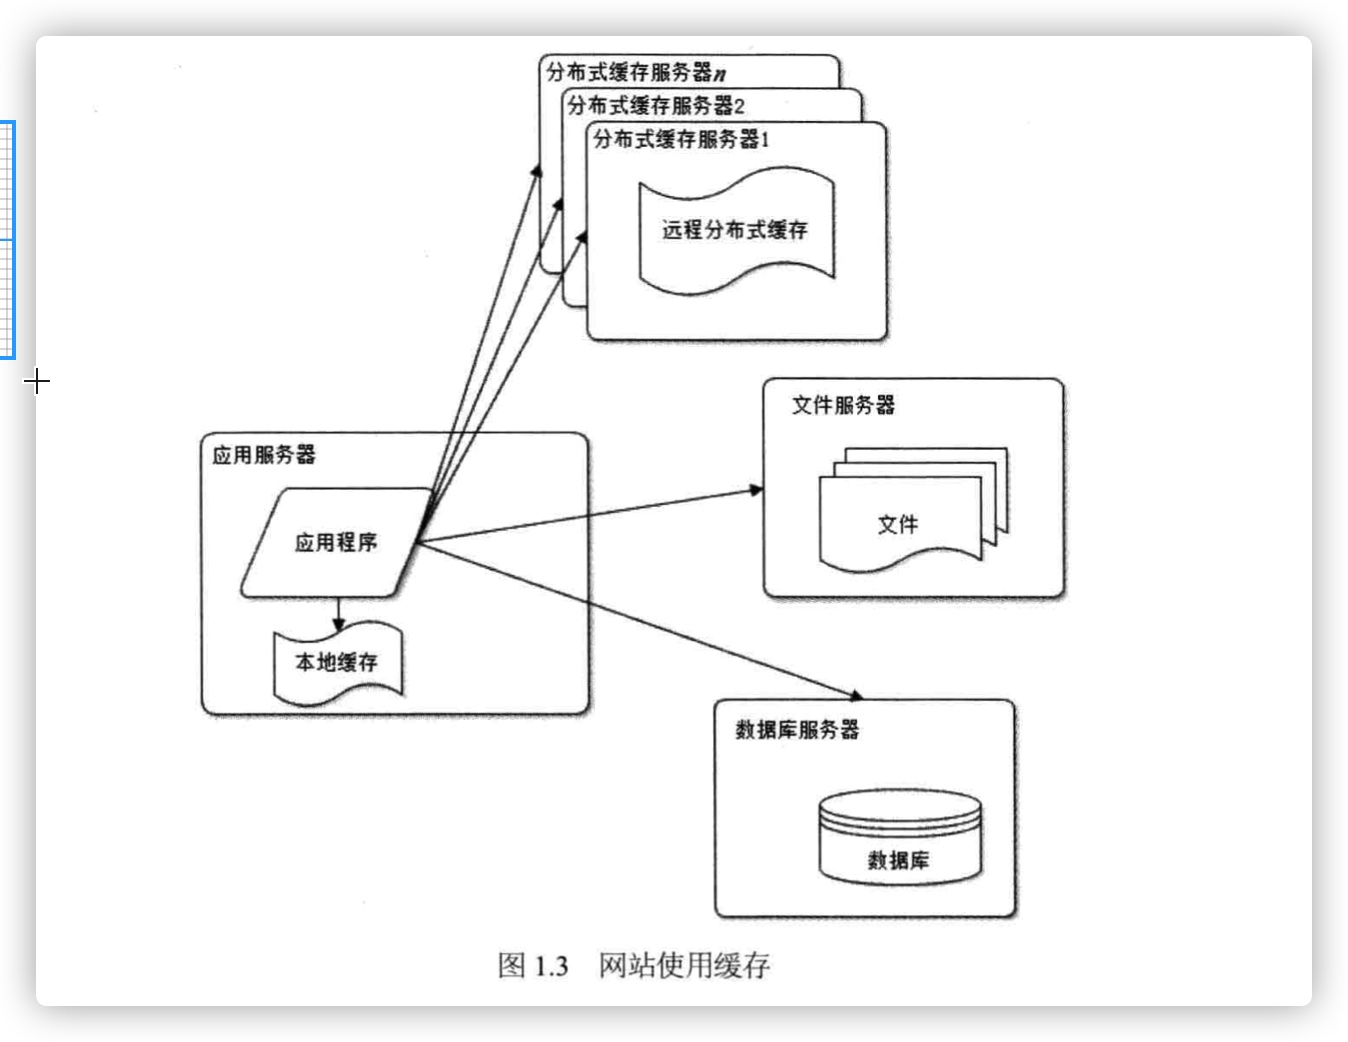 分布式缓存服务器n
分布式缓存服务器2
分布式缓存服务器1
远程分布式缓存
文件服务器
文件
应用服务器
应用程序
本地缓存
数据库服务器
数据库
图 1.3 网站使用缓存